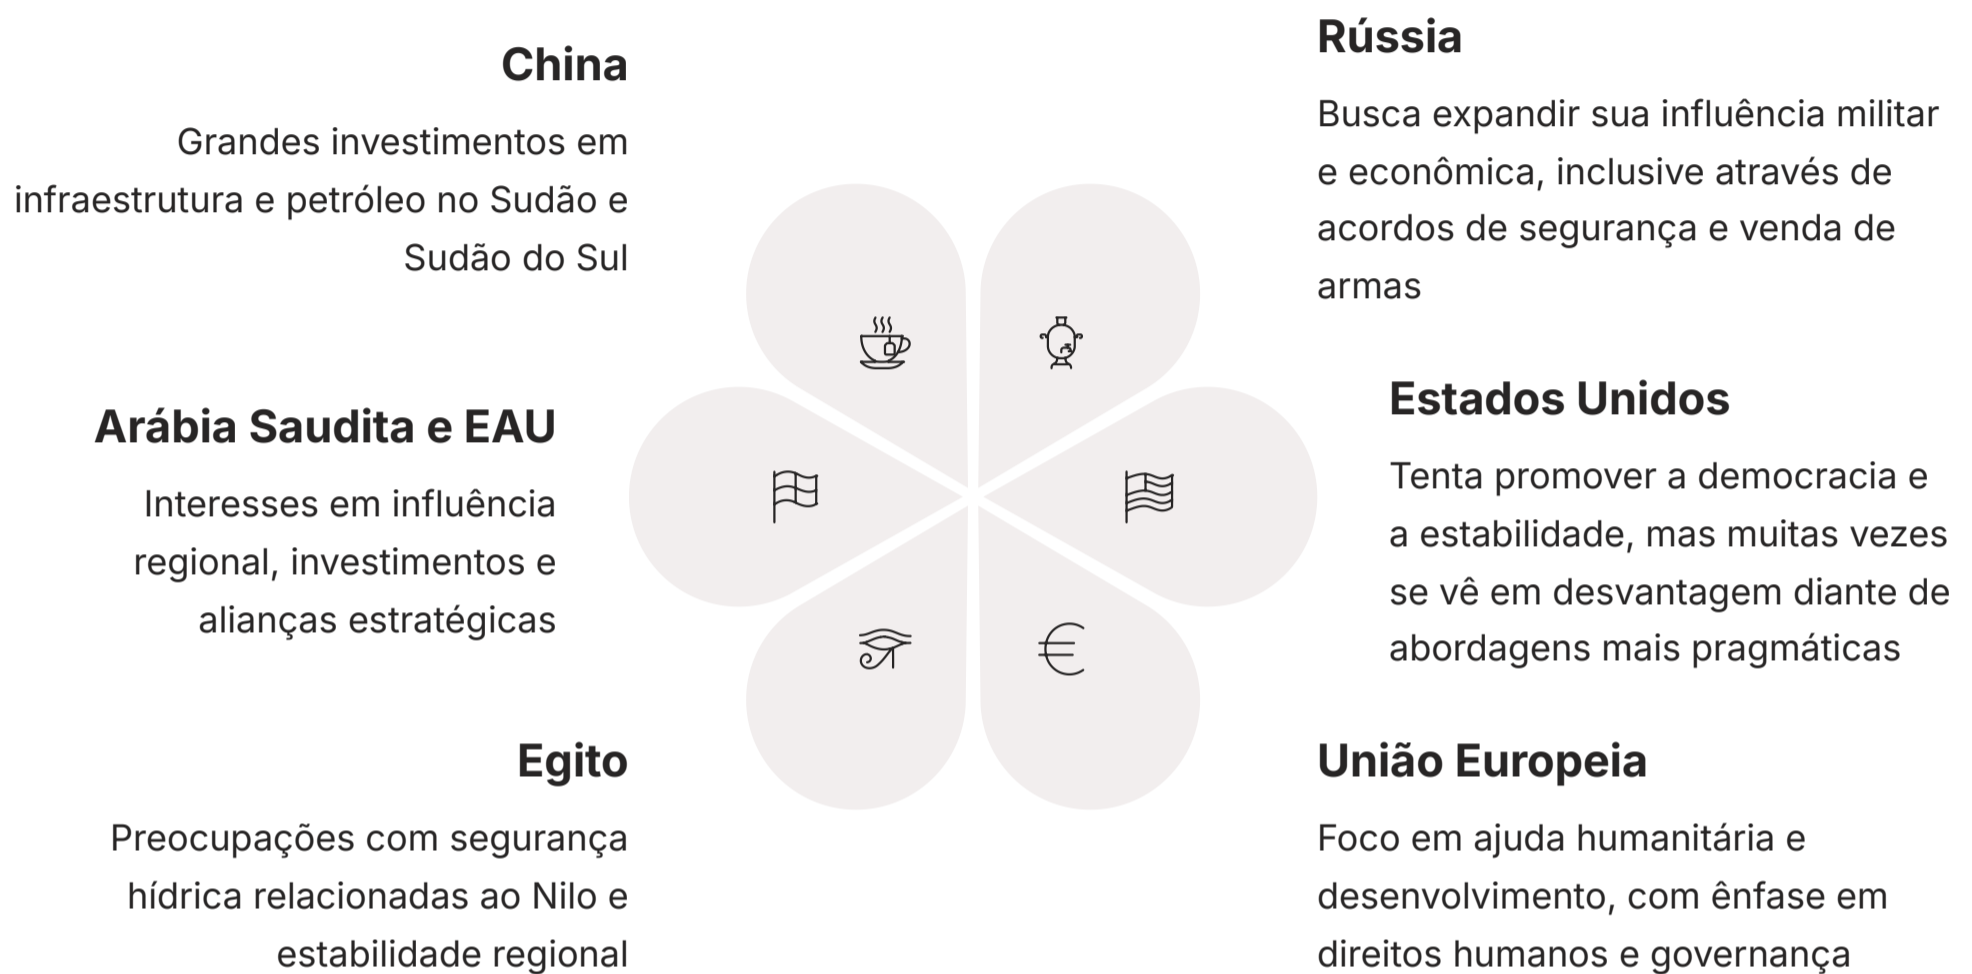 China
Grandes investimentos em
infraestrutura e petróleo no Sudão e
Sudão do Sul
Rússia
Busca expandir sua influência militar
e econômica, inclusive através de
acordos de segurança e venda de
armas
Arábia Saudita e EAU
Interesses em influência
regional, investimentos e
alianças estratégicas
Estados Unidos
Tenta promover a democracia e
a estabilidade, mas muitas vezes
se vê em desvantagem diante de
abordagens mais pragmáticas
Egito
Preocupações com segurança
hídrica relacionadas ao Nilo e
estabilidade regional
União Europeia
Foco em ajuda humanitária e
desenvolvimento, com ênfase em
direitos humanos e governança